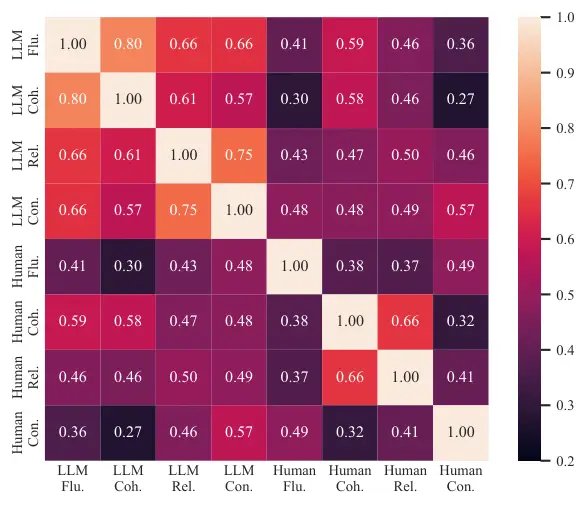 LLM
Flu.
1.00 0.80 0.66 0.66 0.41 0.59 0.46 0.36
LLM
Coh.
0.80 1.00 0.61 0.57 0.30 0.58 0.46 0.27
LLM
Rel.
0.66 0.61 1.00 0.75 0.43 0.47 0.50 0.46
LLM
Con.
0.66 0.57 0.75 1.00 0.48 0.48 0.49 0.57
Human
Flu.
0.41 0.30 0.43 0.48 1.00 0.38 0.37 0.49
Human
Coh.
0.59 0.58 0.47 0.48 0.38 1.00 0.66 0.32
Human
Rel.
0.46 0.46 0.50 0.49 0.37 0.66 1.00 0.41
Human
Con.
0.36 0.27 0.46 0.57 0.49 0.32 0.41 1.00
LLM LLM LLM LLM Human Human Human Human
Flu. Coh. Rel. Con. Flu. Coh. Rel. Con.
1.0
0.9
0.8
0.7
0.6
0.5
0.4
0.3
0.2